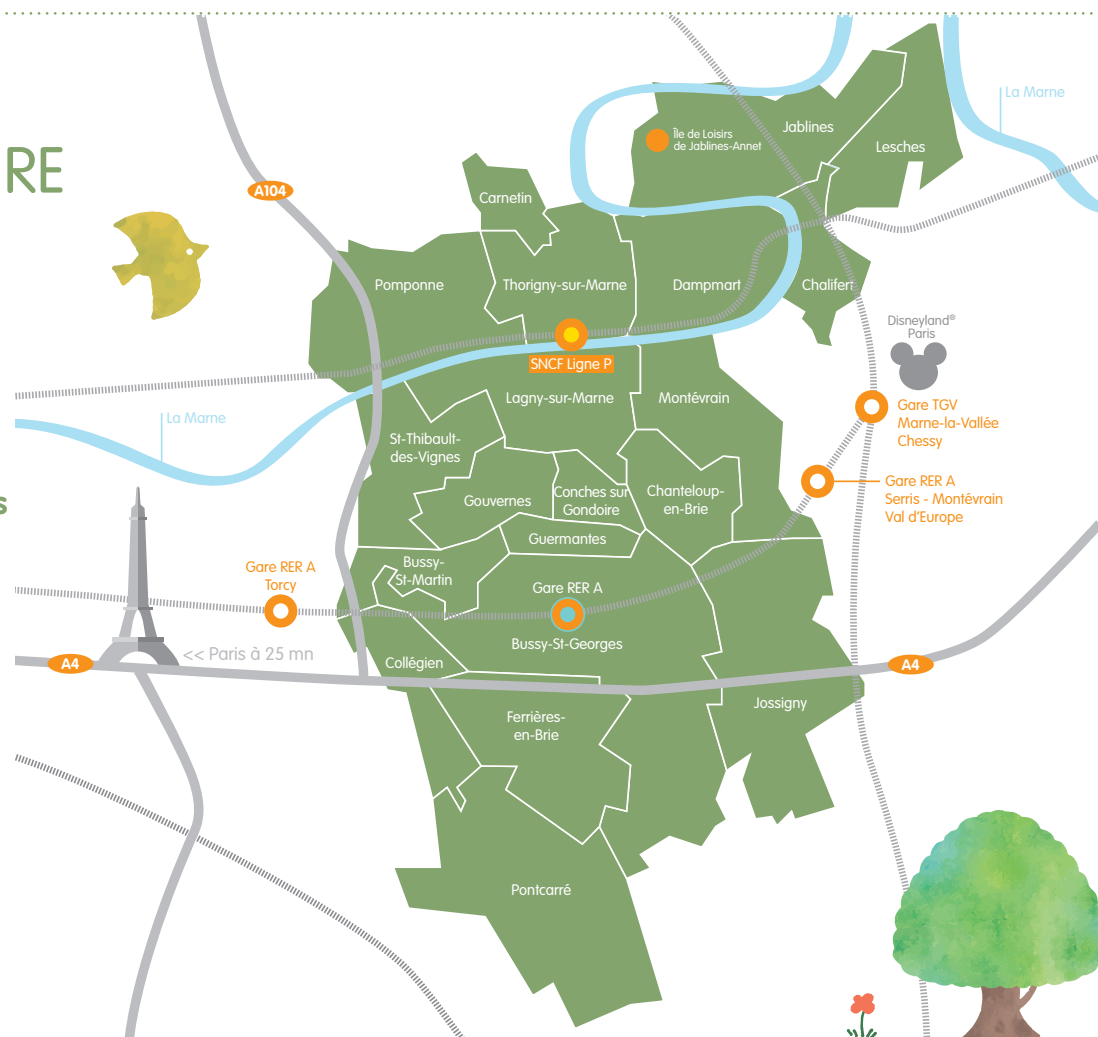 La Marne
Jablines
Île de Loisirs
de Jablines-Annet
Lesches
RE
A104
Carnetin
Pomponne
Thorigny-sur-Marne
Dampmart
Chalifert
Disneyland®
Paris
SNCF Ligne P
Lagny-sur-Marne
Montévrain
Gare TGV
Marne-la-Vallée
Chessy
La Marne
St-Thibault-
des-Vignes
Gouvernes
Conches sur
Gondoire
Chanteloup-
en-Brie
Gare RER A
Serris - Montévrain
Val d'Europe
s
Guermantes
Bussy-
St-Martin
Gare RER A
Torcy
Gare RER A
Bussy-St-Georges
<< Paris à 25 mn
Collégien
A4
A4
Jossigny
Ferrières-
en-Brie
Pontcarré